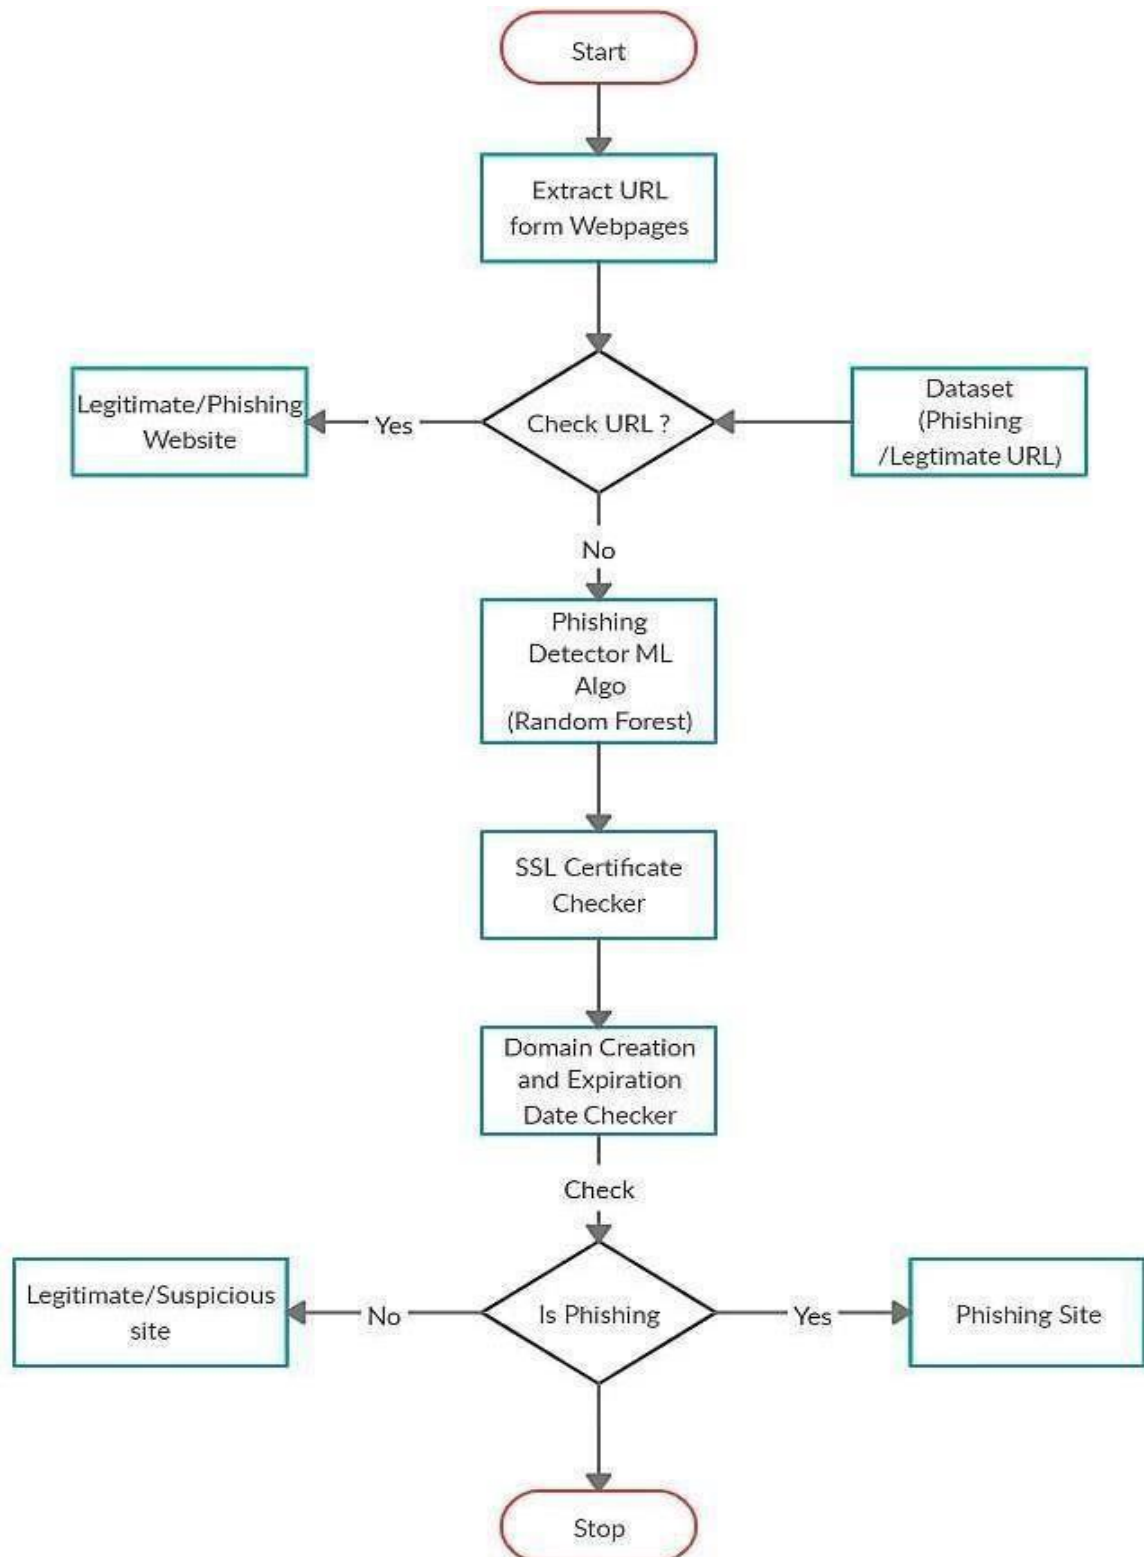 Start
Extract URL
form Webpages
Legitimate/Phishing
Website
Yes
Check URL ?
Dataset
(Phishing
/Legtimate URL)
No
Phishing
Detector ML
Algo
(Random Forest)
SSL Certificate
Checker
Domain Creation
and Expiration
Date Checker
Check
Legitimate/Suspicious
site
No
Is Phishing
Yes
Phishing Site
Stop